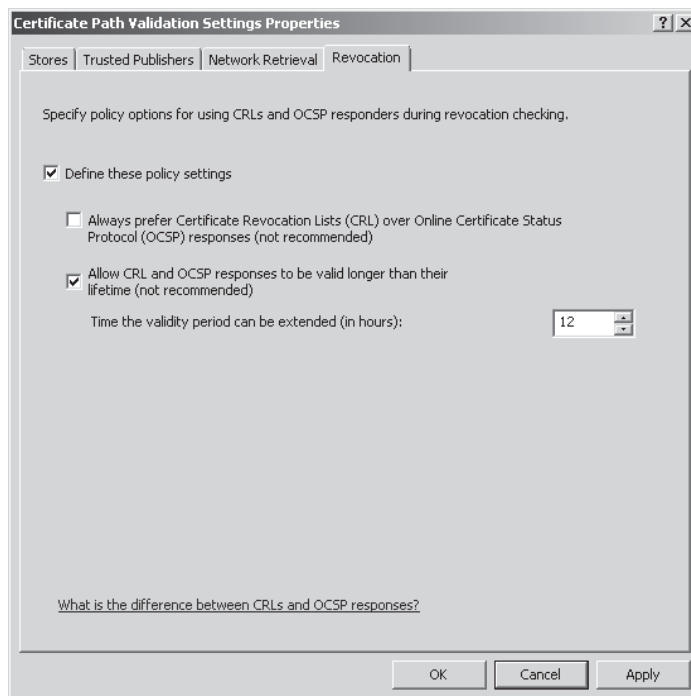 Certificate Path Validation Settings Properties
Stores
Trusted Publishers
Network Retrieval
Revocation
Specify policy options for using CRLs and OCSP responders during revocation checking.
Define these policy settings
Always prefer Certificate Revocation Lists (CRL) over Online Certificate Status
Protocol (OCSP) responses (not recommended)
Allow CRL and OCSP responses to be valid longer than their
lifetime (not recommended)
Time the validity period can be extended (in hours):
12
What is the difference between CRLs and OCSP responses?
OK
Cancel
Apply